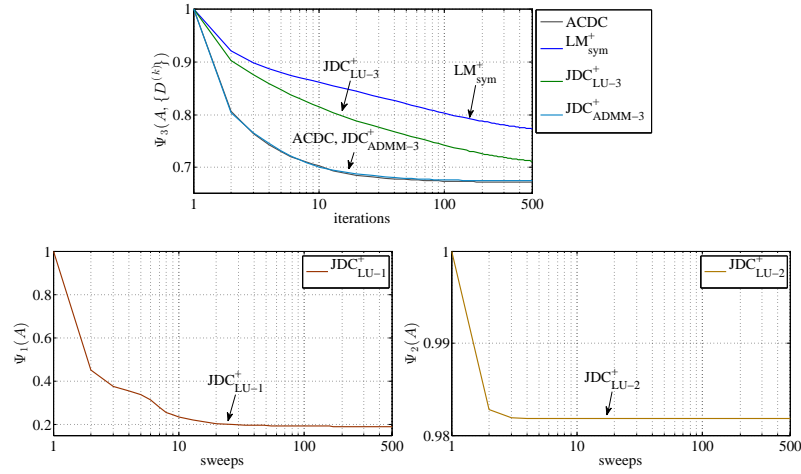 1
0.9
0.8
0.7
1
10
100
500
iterations
Ψ₃(A, {D⁽ᵏ⁾})
JDC⁺LU−3
LM⁺sym
ACDC, JDC⁺ADMM−3
ACDC
LM⁺sym
JDC⁺LU−3
JDC⁺ADMM−3
1
0.8
0.6
0.4
0.2
1
10
100
500
sweeps
Ψ₁(A)
JDC⁺LU−1
JDC⁺LU−1
1
0.99
0.98
1
10
100
500
sweeps
Ψ₂(A)
JDC⁺LU−2
JDC⁺LU−2